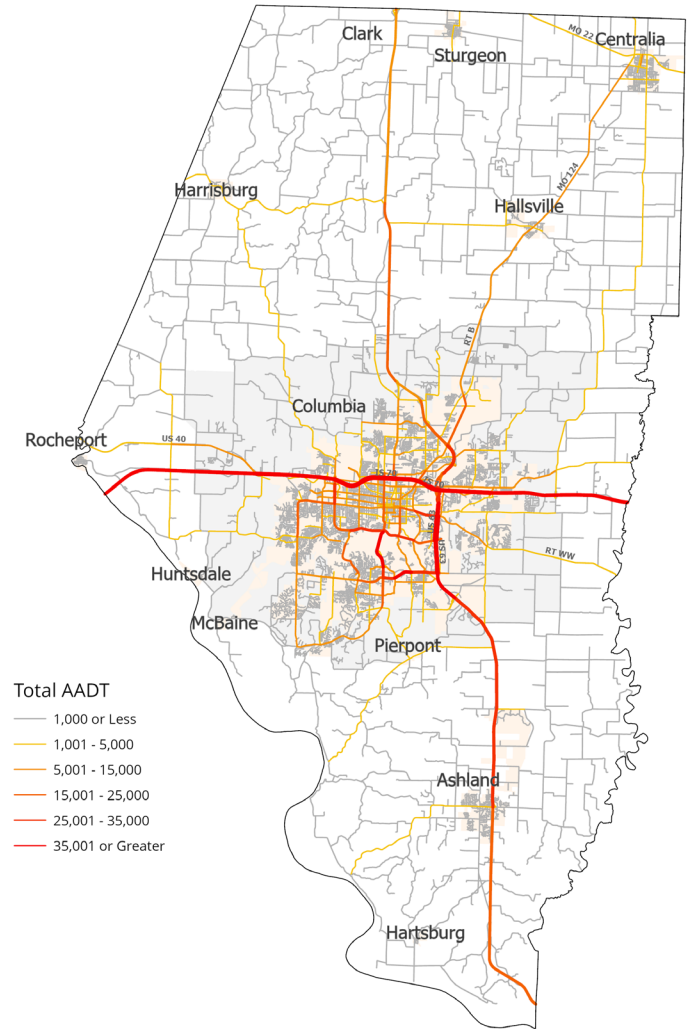 Clark
MO 22
Centralia
Sturgeon
MO 124
Harrisburg
Hallsville
RT B
Columbia
Rocheport
US 40
IS 70
IS 70
US 63
US 63
RT WW
Huntsdale
McBaine
Pierpont
Total AADT
1,000 or Less
1,001 - 5,000
5,001 - 15,000
15,001 - 25,000
25,001 - 35,000
35,001 or Greater
Ashland
Hartsburg